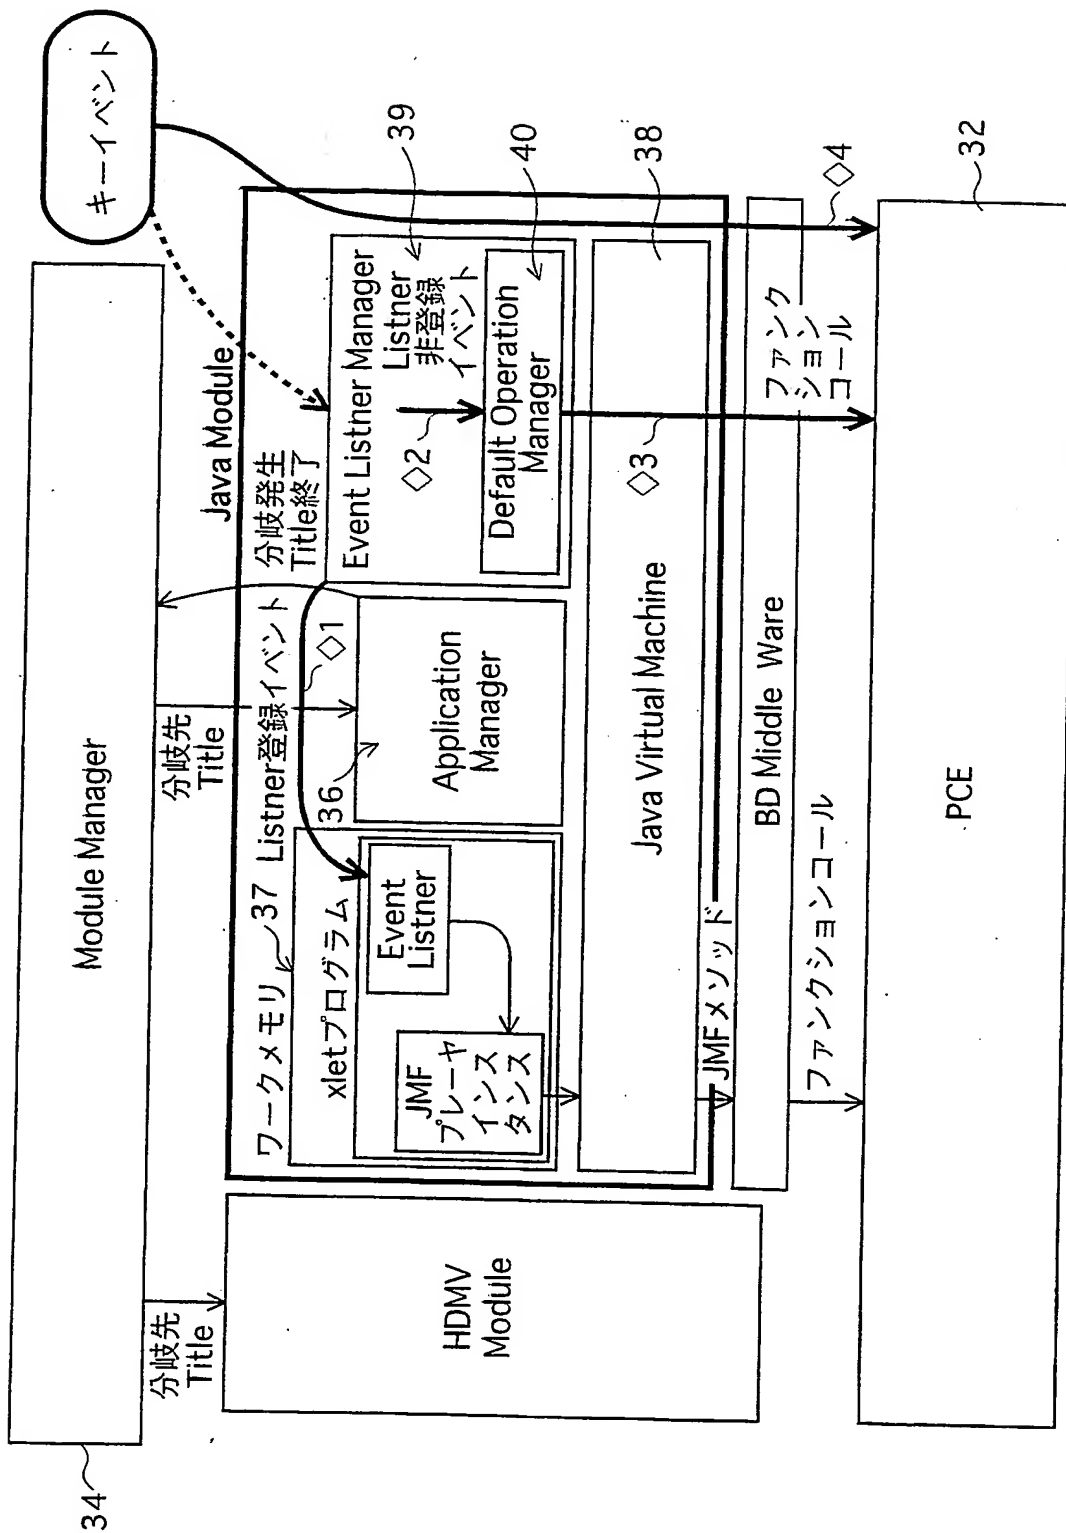 34
Module Manager
キーイベント
分岐先
Title
分岐先
Title
Java Module
分岐発生
Title終了
ワークメモリ
37
Listner登録イベント
◇1
xletプログラム
36
Event
Listner
JMF
プレーヤ
インス
タンス
Application
Manager
Event Listner Manager
39
Listner
非登録
イベント
◇2
Default Operation
Manager
40
HDMV
Module
Java Virtual Machine
◇3
38
JMFメソッド
BD Middle Ware
ファンクションコール
ファンク
ション
コール
◇4
PCE
32